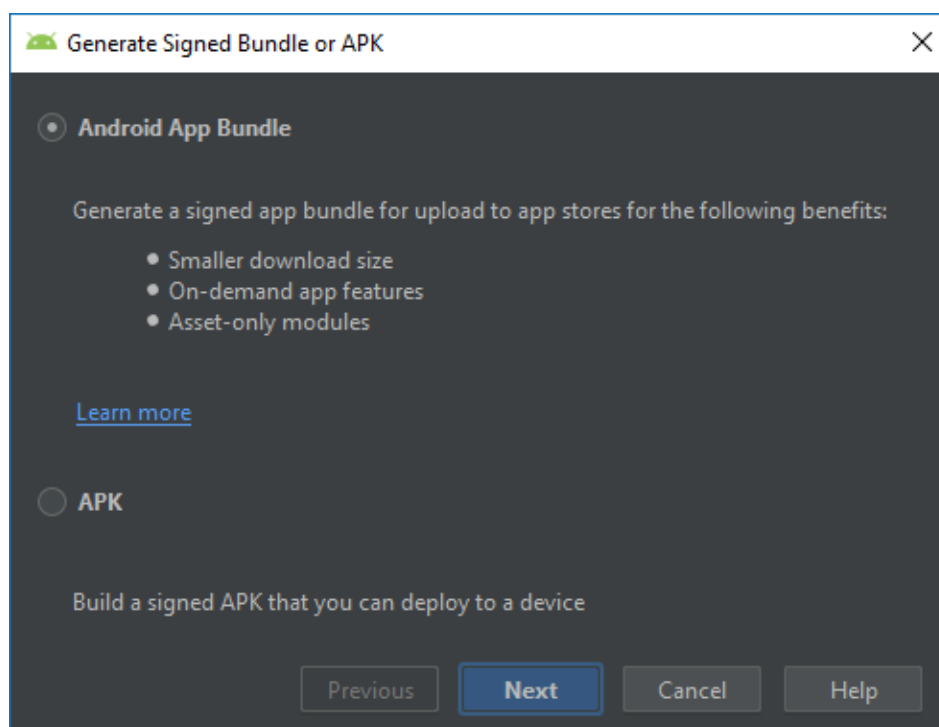 Generate Signed Bundle or APK
Android App Bundle
Generate a signed app bundle for upload to app stores for the following benefits:
Smaller download size
On-demand app features
Asset-only modules
Learn more
APK
Build a signed APK that you can deploy to a device
Previous Next Cancel Help